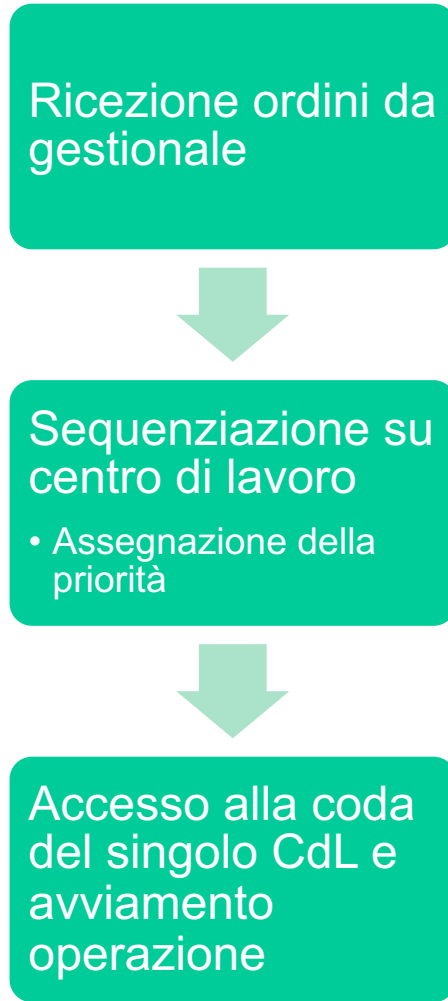 Ricezione ordini da
gestionale
Sequenziazione su
centro di lavoro
• Assegnazione della
priorità
Accesso alla coda
del singolo CdL e
avviamento
operazione